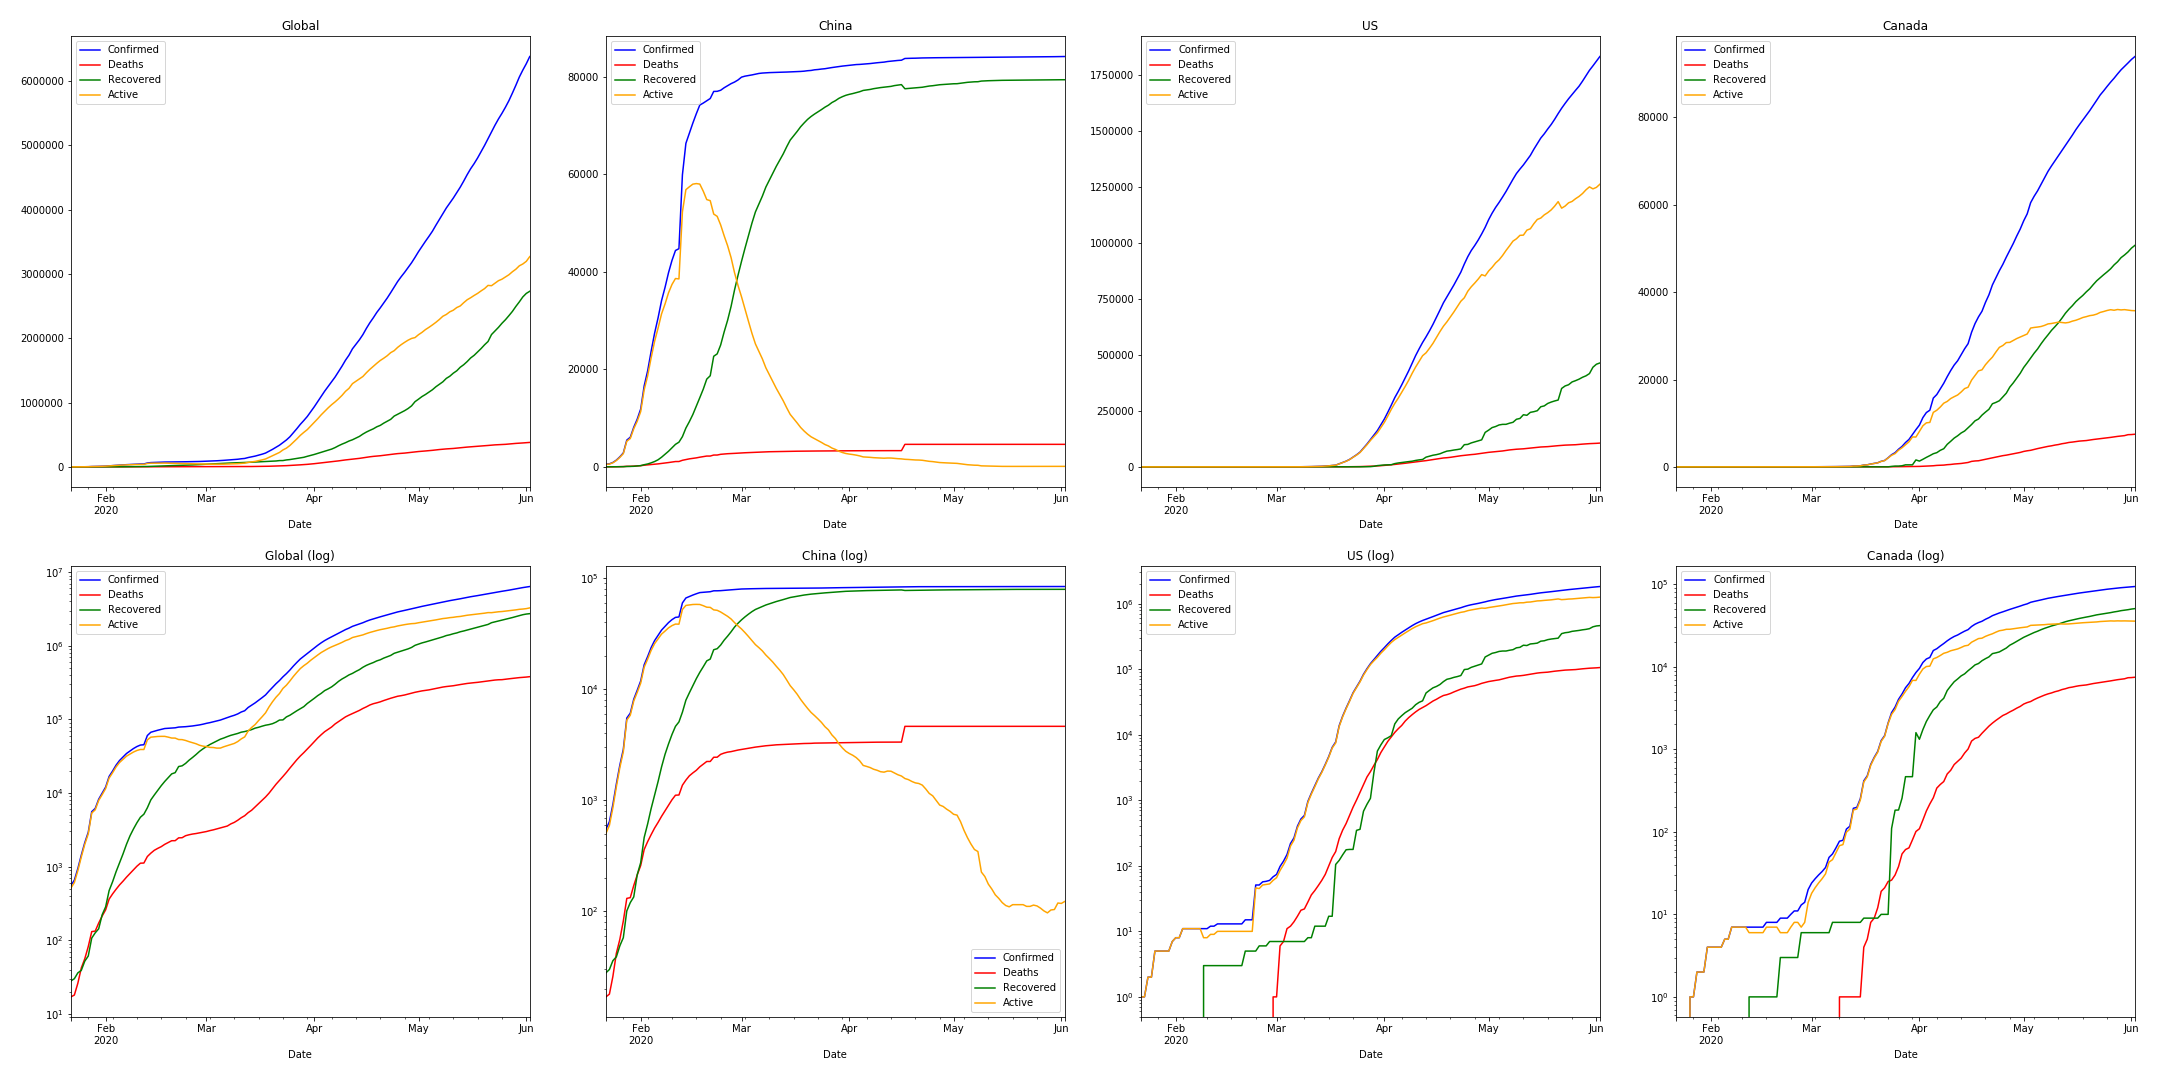 Global
Confirmed
Deaths
Recovered
Active
6000000
5000000
4000000
3000000
2000000
1000000
0
Feb
2020
Mar
Apr
May
Jun
Date
China
Confirmed
Deaths
Recovered
Active
80000
60000
40000
20000
0
Feb
2020
Mar
Apr
May
Jun
Date
US
Confirmed
Deaths
Recovered
Active
1750000
1500000
1250000
1000000
750000
500000
250000
0
Feb
2020
Mar
Apr
May
Jun
Date
Canada
Confirmed
Deaths
Recovered
Active
80000
60000
40000
20000
0
Feb
2020
Mar
Apr
May
Jun
Date
Global (log)
Confirmed
Deaths
Recovered
Active
10⁷
10⁶
10⁵
10⁴
10³
10²
10¹
Feb
2020
Mar
Apr
May
Jun
Date
China (log)
10⁵
10⁴
10³
10²
Confirmed
Deaths
Recovered
Active
Feb
2020
Mar
Apr
May
Jun
Date
US (log)
Confirmed
Deaths
Recovered
Active
10⁶
10⁵
10⁴
10³
10²
10¹
10⁰
Feb
2020
Mar
Apr
May
Jun
Date
Canada (log)
Confirmed
Deaths
Recovered
Active
10⁵
10⁴
10³
10²
10¹
10⁰
Feb
2020
Mar
Apr
May
Jun
Date